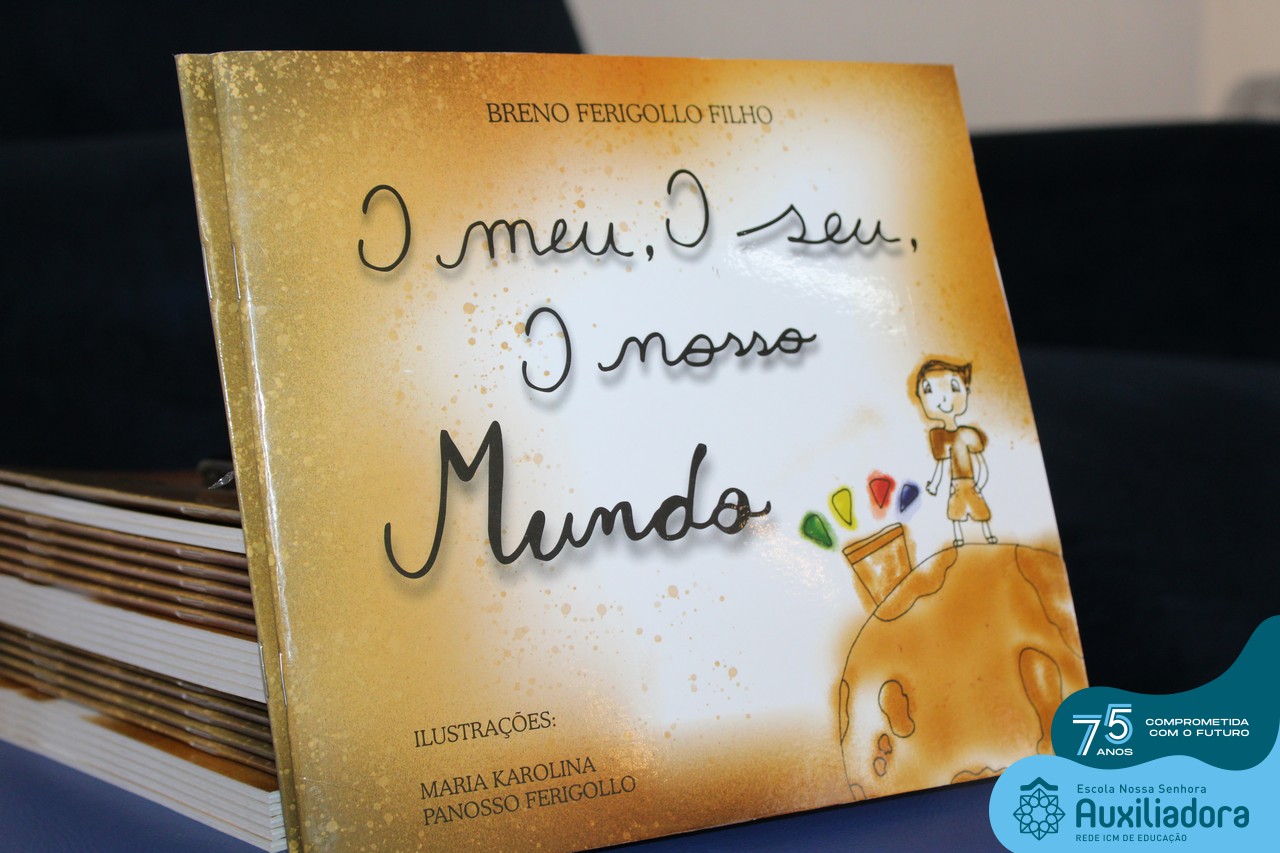 BRENO FERIGOLLO FILHO
O meu, O seu,
O nosso
Mundo
ILUSTRAÇÕES:
MARIA KAROLINA
PANOSSO FERIGOLLO
75
ANOS
COMPROMETIDA
COM O FUTURO
Escola Nossa Senhora
Auxiliadora
REDE ICM DE EDUCAÇÃO